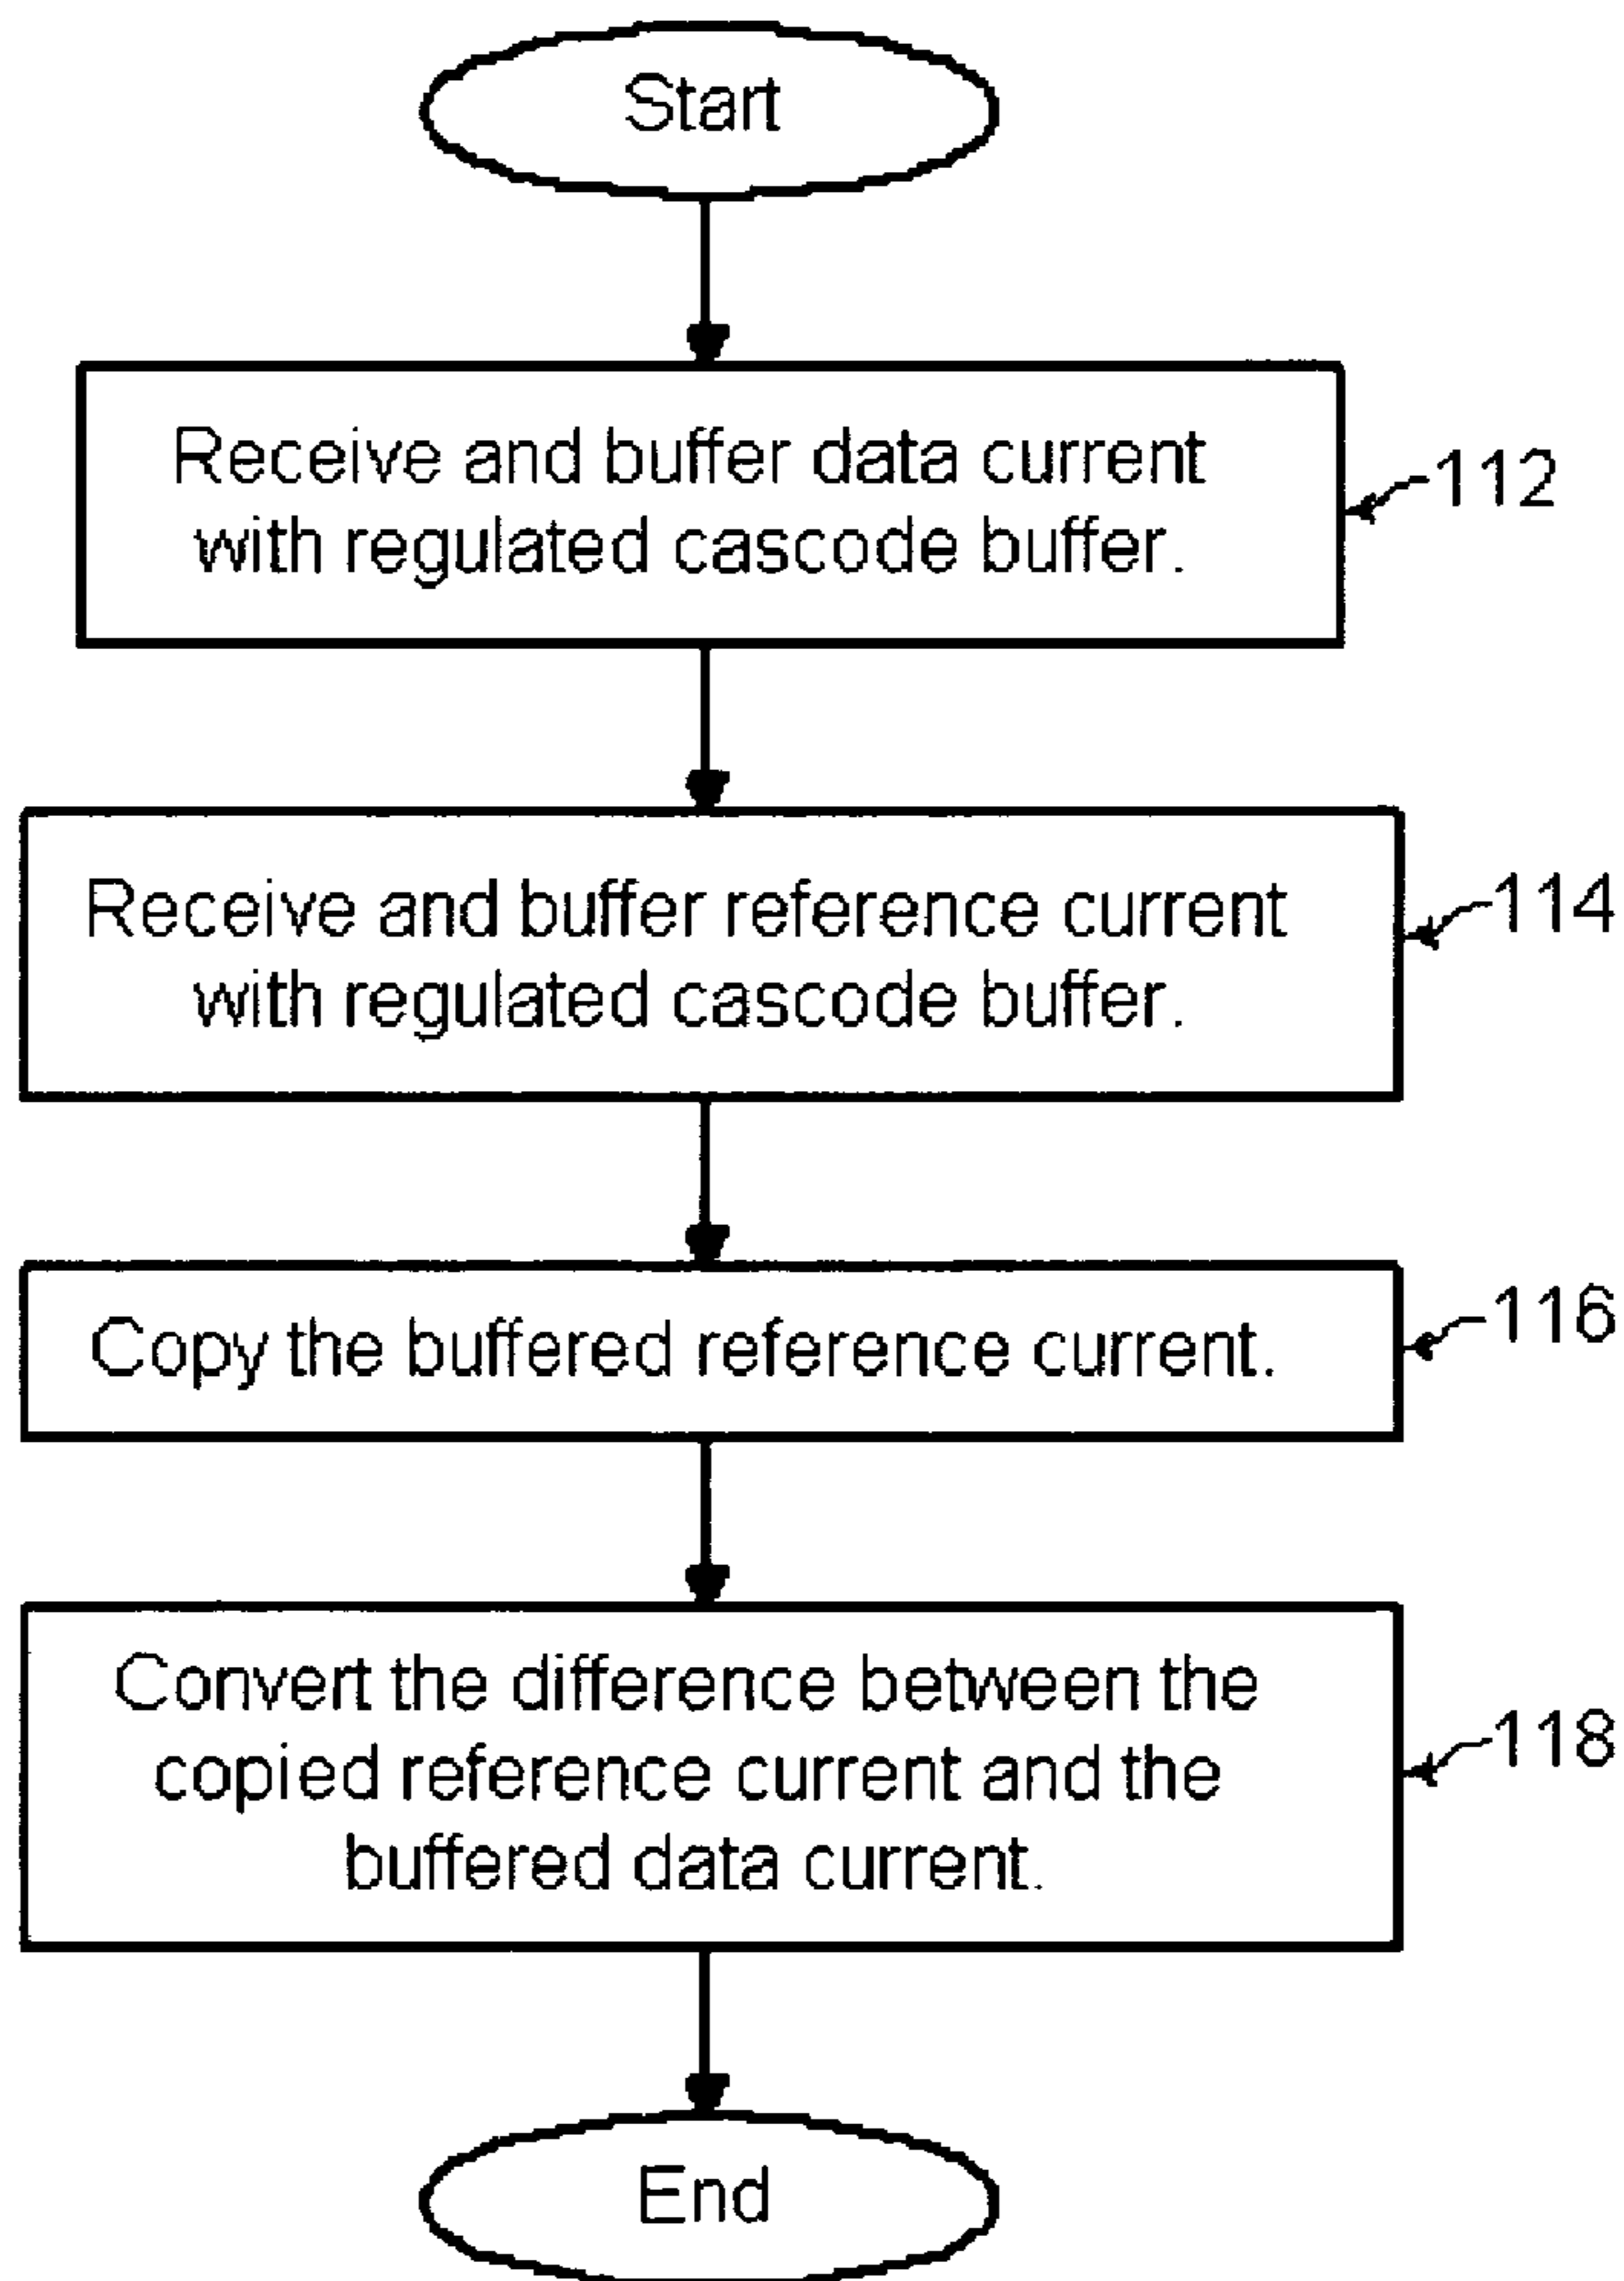 Start
Receive and buffer data current
with regulated cascode buffer.
112
Receive and buffer reference current
with regulated cascode buffer.
114
Copy the buffered reference current.
116
Convert the difference between the
copied reference current and the
buffered data current.
118
End